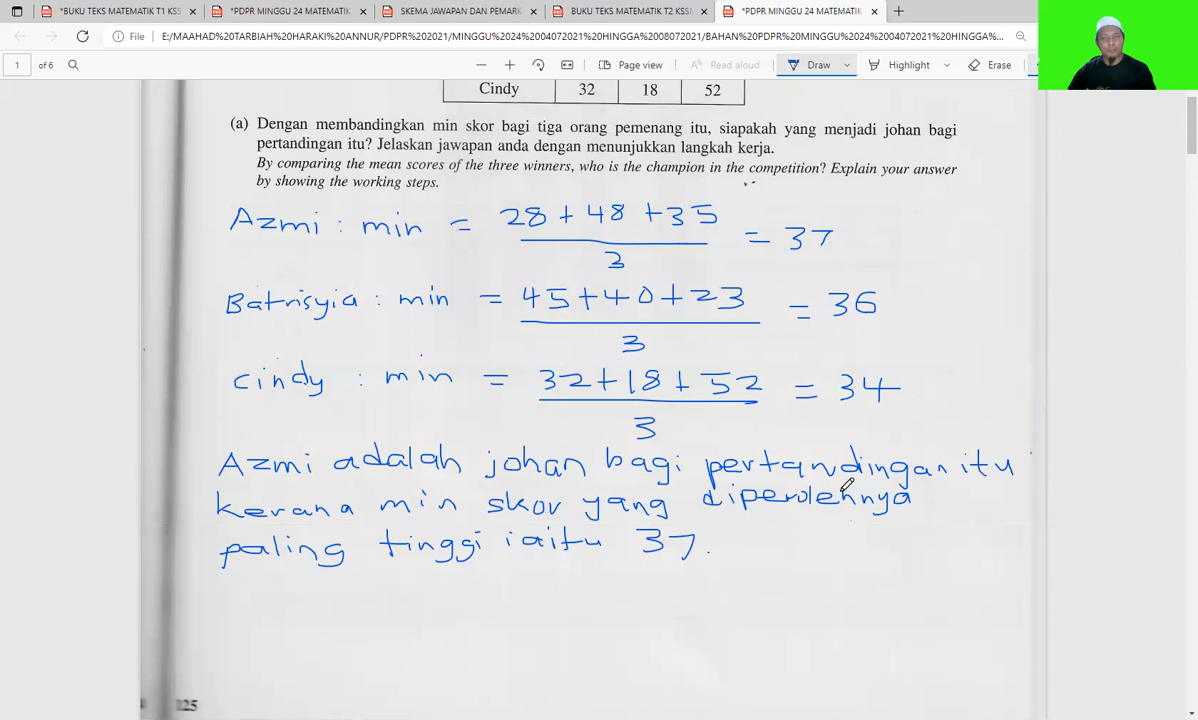 *BUKU TEKS MATEMATIK T1 KSS
*PDPR MINGGU 24 MATEMATIK
SKEMA JAWAPAN DAN PEMARK
BUKU TEKS MATEMATIK T2 KSSM
*PDPR MINGGU 24 MATEMATIK
File | E:/MAAHAD%20TARBIAH%20HARAKI%20ANNUR/PDPR%202021/MINGGU%2024%2004072021%20HINGGA%2008072021/BAHAN%20PDPR%20MINGGU%2024%2004072021%20HINGGA%...
1 of 6 Page view Read aloud Draw Highlight Erase
Cindy 32 18 52
(a) Dengan membandingkan min skor bagi tiga orang pemenang itu, siapakah yang menjadi johan bagi
pertandingan itu? Jelaskan jawapan anda dengan menunjukkan langkah kerja.
By comparing the mean scores of the three winners, who is the champion in the competition? Explain your answer
by showing the working steps.
Azmi : min = 28 + 48 + 35 = 37
3
Batrisyia : min = 45 + 40 + 23 = 36
3
Cindy : min = 32 + 18 + 52 = 34
3
Azmi adalah johan bagi pertandingan itu
kerana min skor yang diperolehnya
paling tinggi iaitu 37.